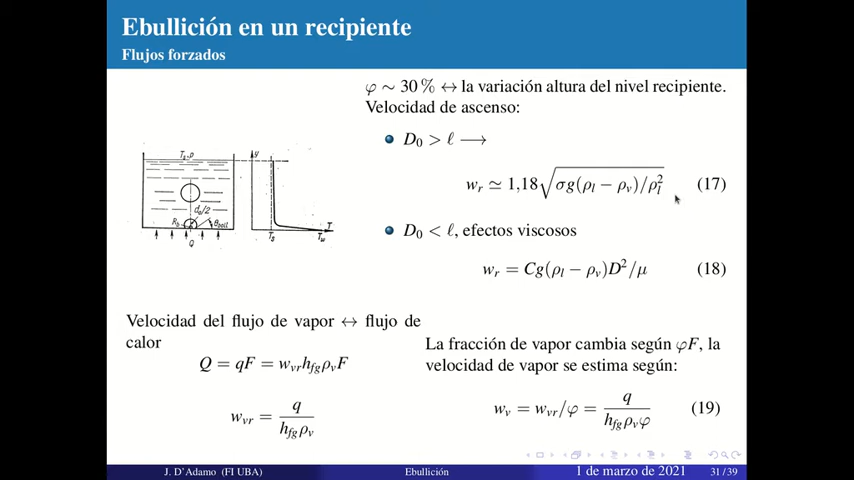 Ebullición en un recipiente
Flujos forzados
φ ∼ 30 % ↔ la variación altura del nivel recipiente.
Velocidad de ascenso:
D₀ > ℓ ⟶
w_r ≃ 1,18√(σg(ρ_l − ρ_v)/ρ_l²) (17)
D₀ < ℓ, efectos viscosos
w_r = Cg(ρ_l − ρ_v)D²/μ (18)
y
d₀/2
R_b
θ_boil
Q
T_s
T_w
T
Velocidad del flujo de vapor ↔ flujo de
calor
Q = qF = w_vr h_fg ρ_v F
w_vr = q / (h_fg ρ_v)
La fracción de vapor cambia según φF, la
velocidad de vapor se estima según:
w_v = w_vr/φ = q / (h_fg ρ_v φ) (19)
J. D'Adamo (FI UBA)
Ebullición
1 de marzo de 2021
31 / 39